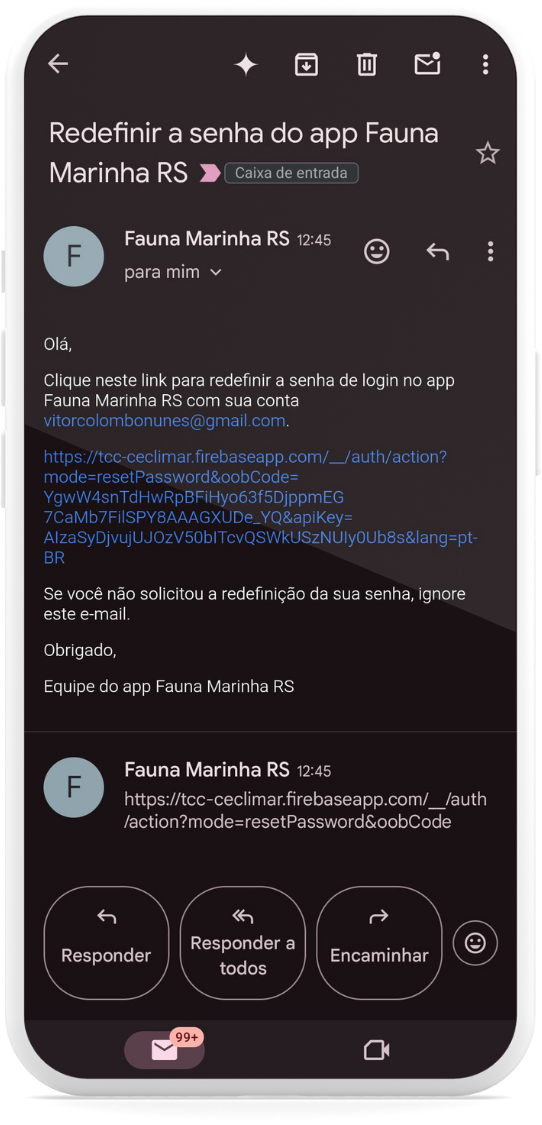 Redefinir a senha do app Fauna
Marinha RS Caixa de entrada
F
Fauna Marinha RS 12:45
para mim
Olá,
Clique neste link para redefinir a senha de login no app
Fauna Marinha RS com sua conta
vitorcolombonunes@gmail.com.
https://tcc-ceclimar.firebaseapp.com/__/auth/action?
mode=resetPassword&oobCode=
YgwW4snTdHwRpBFiHyo63f5DjppmEG
7CaMb7FilSPY8AAAGXUDe_YQ&apiKey=
AIzaSyDjvujUJOzV50bITcvQSWkUSzNUIy0Ub8s&lang=pt-
BR
Se você não solicitou a redefinição da sua senha, ignore
este e-mail.
Obrigado,
Equipe do app Fauna Marinha RS
F
Fauna Marinha RS 12:45
https://tcc-ceclimar.firebaseapp.com/__/auth
/action?mode=resetPassword&oobCode
Responder
Responder a
todos
Encaminhar
99+